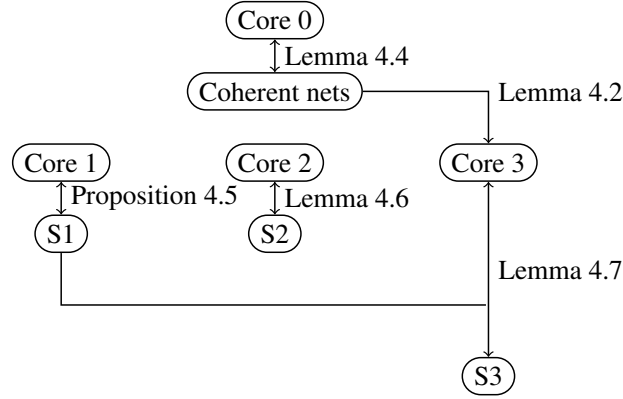 Core 0
Lemma 4.4
Coherent nets
Lemma 4.2
Core 1
Core 2
Core 3
Proposition 4.5
Lemma 4.6
S1
S2
Lemma 4.7
S3